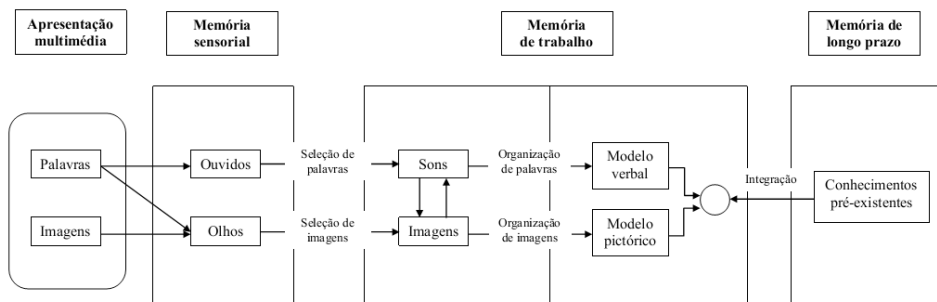 Apresentação
multimédia
Memória
sensorial
Memória
de trabalho
Memória de
longo prazo
Palavras
Ouvidos
Seleção de
palavras
Sons
Organização
de palavras
Modelo
verbal
Integração
Conhecimentos
pré-existentes
Imagens
Olhos
Seleção de
imagens
Imagens
Organização
de imagens
Modelo
pictórico